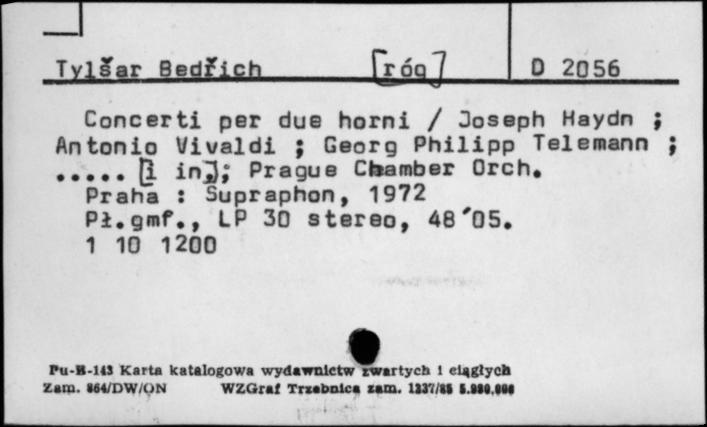 Tylšar Bedřich [róg] D 2056
Concerti per due horni / Joseph Haydn ;
Antonio Vivaldi ; Georg Philipp Telemann ;
..... [i in.]; Prague Chamber Orch.
Praha : Supraphon, 1972
Pł.gmf., LP 30 stereo, 48´05.
1 10 1200
Pu-B-143 Karta katalogowa wydawnictw zwartych i ciągłych
Zam. 864/DW/ON WZGraf Trzebnica zam. 1337/85 5.980.000